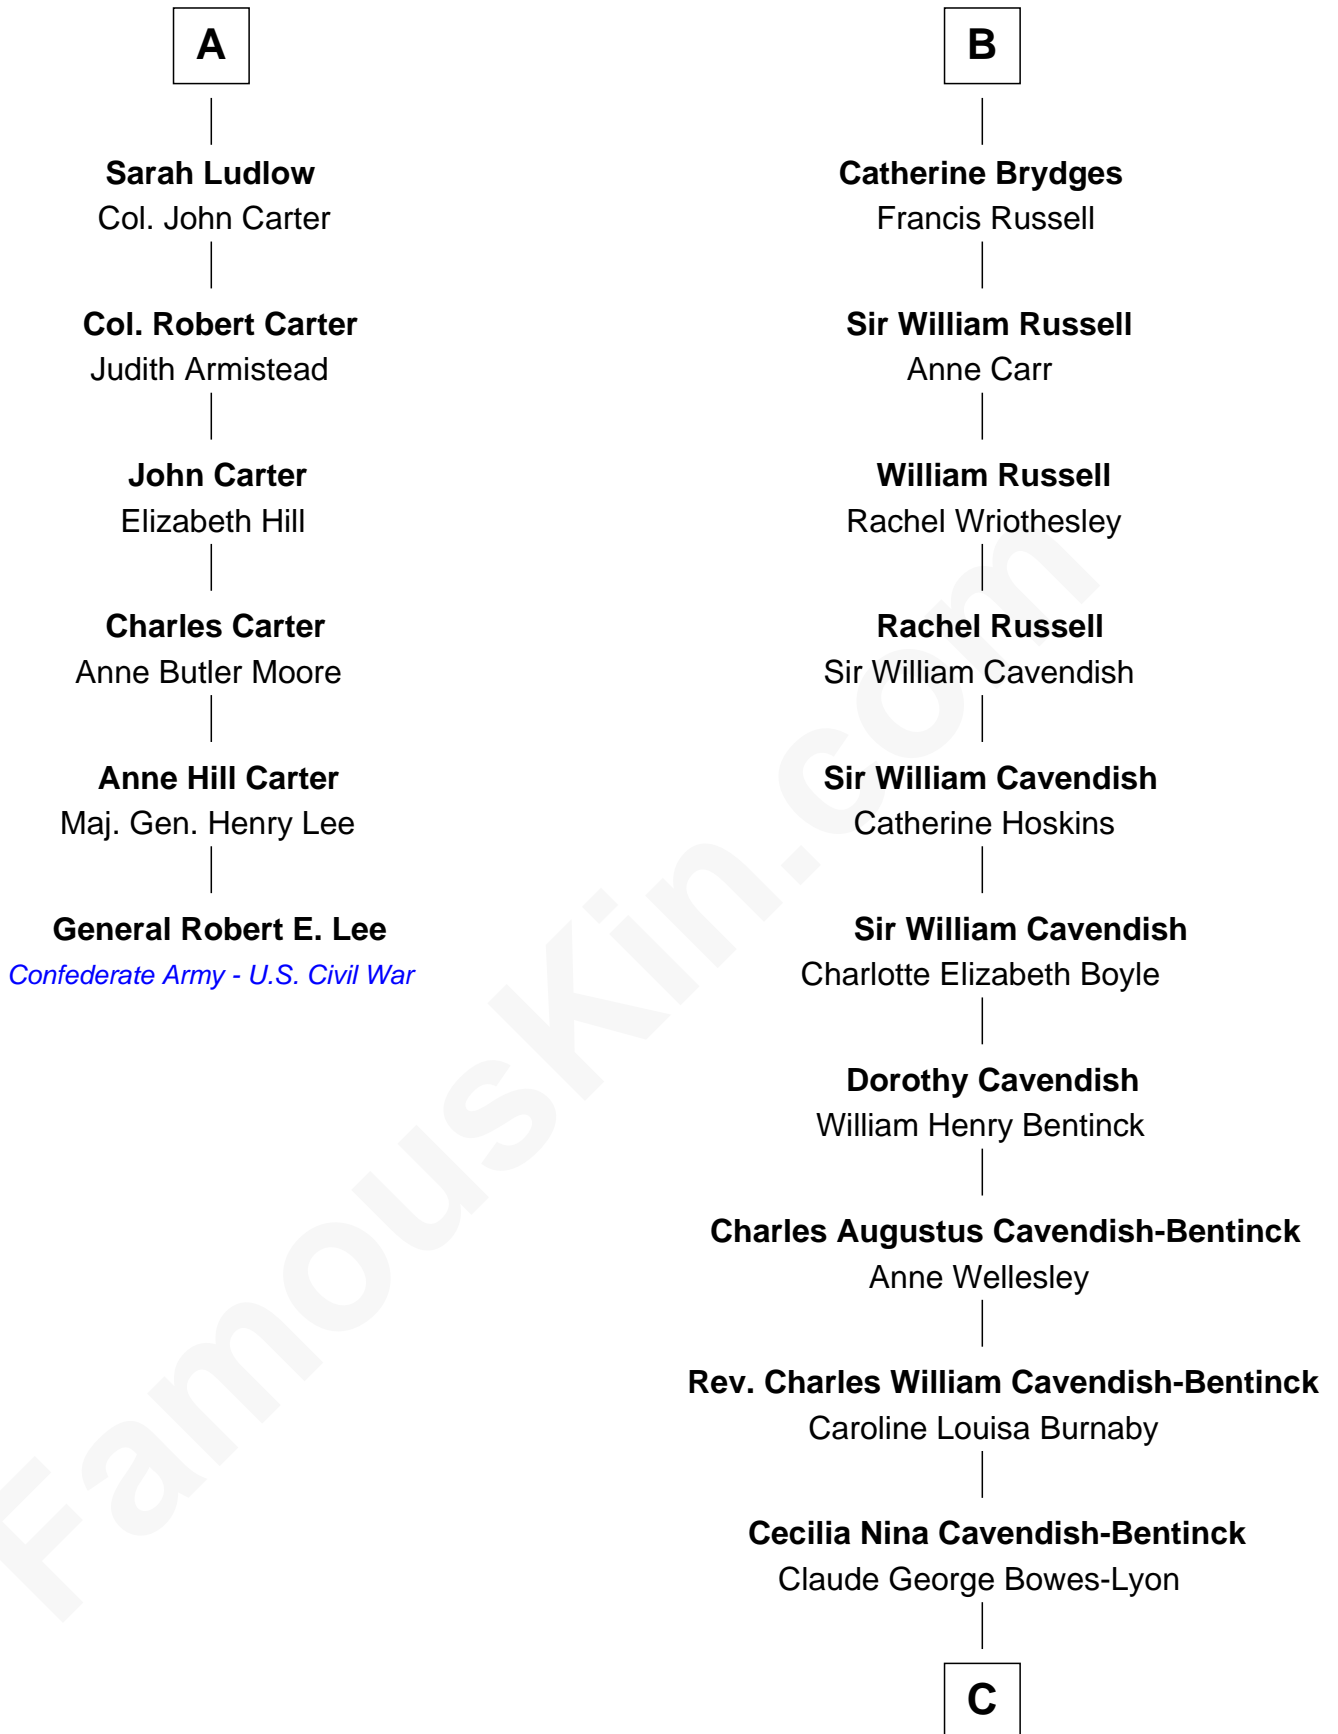 A
Sarah Ludlow
Col. John Carter
Col. Robert Carter
Judith Armistead
John Carter
Elizabeth Hill
Charles Carter
Anne Butler Moore
Anne Hill Carter
Maj. Gen. Henry Lee
General Robert E. Lee
Confederate Army - U.S. Civil War
B
Catherine Brydges
Francis Russell
Sir William Russell
Anne Carr
William Russell
Rachel Wriothesley
Rachel Russell
Sir William Cavendish
Sir William Cavendish
Catherine Hoskins
Sir William Cavendish
Charlotte Elizabeth Boyle
Dorothy Cavendish
William Henry Bentinck
Charles Augustus Cavendish-Bentinck
Anne Wellesley
Rev. Charles William Cavendish-Bentinck
Caroline Louisa Burnaby
Cecilia Nina Cavendish-Bentinck
Claude George Bowes-Lyon
C
FamousKin.com